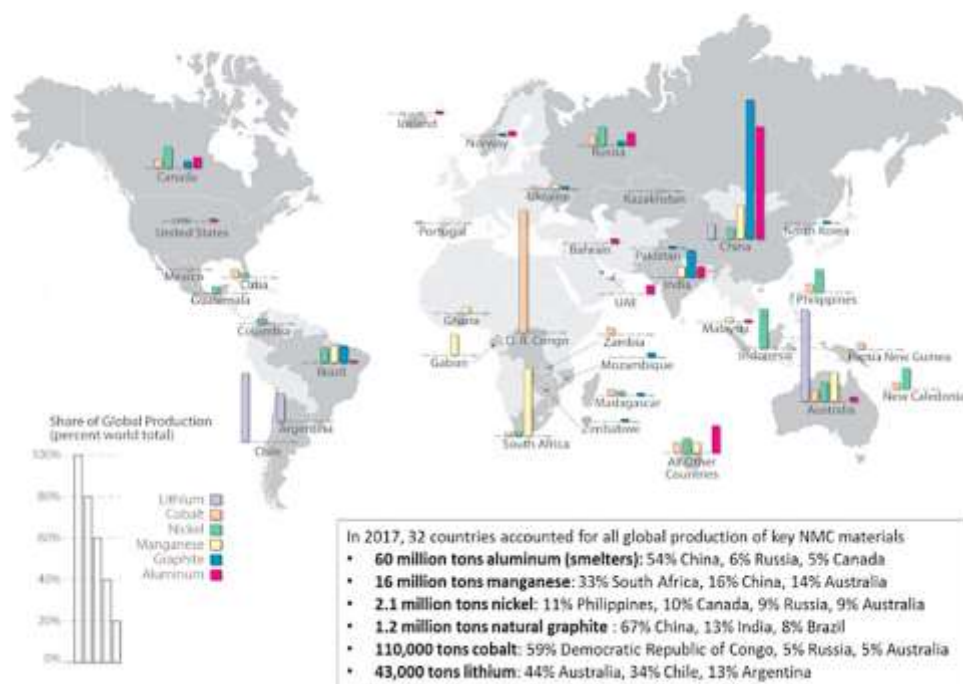 Iceland
Norway
Russia
Canada
Ukraine
Kazakhstan
United States
Portugal
China
North Korea
Bahrain
Pakistan
Mexico
Cuba
India
Guatemala
UAE
Philippines
Colombia
Ghana
Malaysia
D. R. Congo
Zambia
Indonesia
Papua New Guinea
Gabon
Brazil
Mozambique
Madagascar
New Caledonia
Australia
Argentina
Zimbabwe
Chile
South Africa
All Other
Countries
Share of Global Production
(percent world total)
100%
80%
60%
40%
20%
0%
Lithium
Cobalt
Nickel
Manganese
Graphite
Aluminum
In 2017, 32 countries accounted for all global production of key NMC materials
• 60 million tons aluminum (smelters): 54% China, 6% Russia, 5% Canada
• 16 million tons manganese: 33% South Africa, 16% China, 14% Australia
• 2.1 million tons nickel: 11% Philippines, 10% Canada, 9% Russia, 9% Australia
• 1.2 million tons natural graphite : 67% China, 13% India, 8% Brazil
• 110,000 tons cobalt: 59% Democratic Republic of Congo, 5% Russia, 5% Australia
• 43,000 tons lithium: 44% Australia, 34% Chile, 13% Argentina